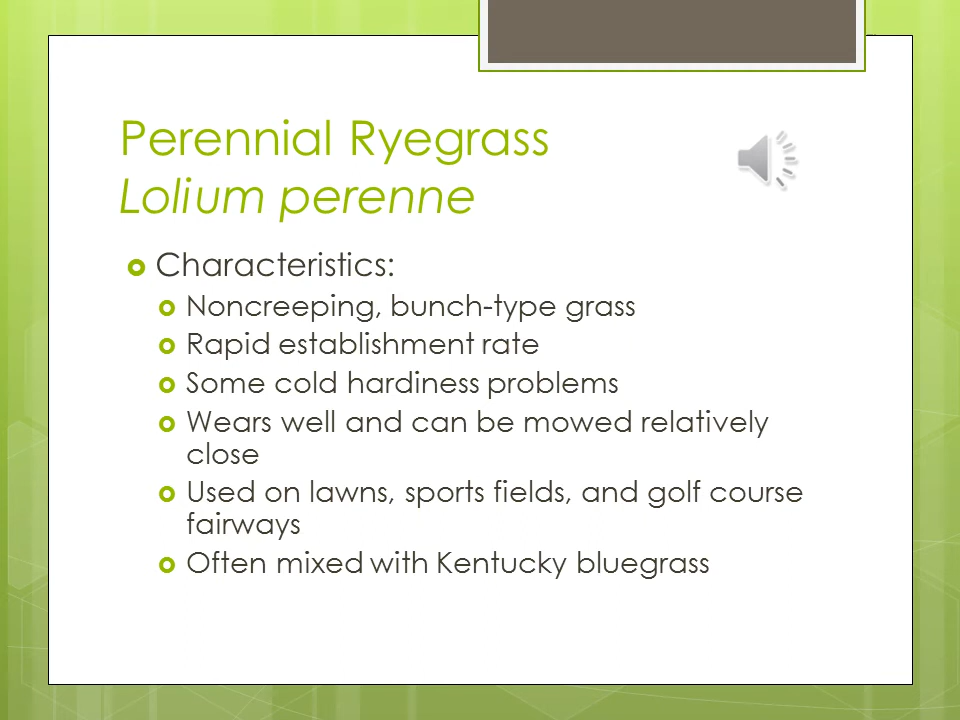 Perennial Ryegrass
Lolium perenne
Characteristics:
Noncreeping, bunch-type grass
Rapid establishment rate
Some cold hardiness problems
Wears well and can be mowed relatively
close
Used on lawns, sports fields, and golf course
fairways
Often mixed with Kentucky bluegrass